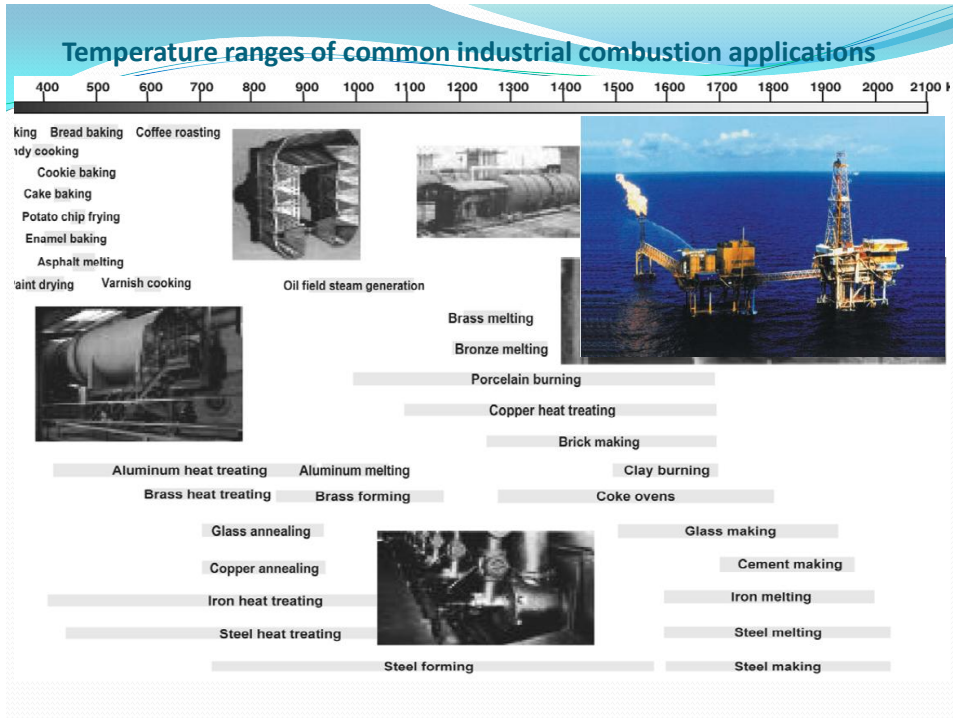 Temperature ranges of common industrial combustion applications
400 500 600 700 800 900 1000 1100 1200 1300 1400 1500 1600 1700 1800 1900 2000 2100
Bread baking Coffee roasting
cooking
Cookie baking
Cake baking
Potato chip frying
Enamel baking
Asphalt melting
drying Varnish cooking Oil field steam generation
Brass melting
Bronze melting
Porcelain burning
Copper heat treating
Brick making
Aluminum heat treating Aluminum melting Clay burning
Brass heat treating Brass forming Coke ovens
Glass annealing Glass making
Copper annealing Cement making
Iron heat treating Iron melting
Steel heat treating Steel melting
Steel forming Steel making